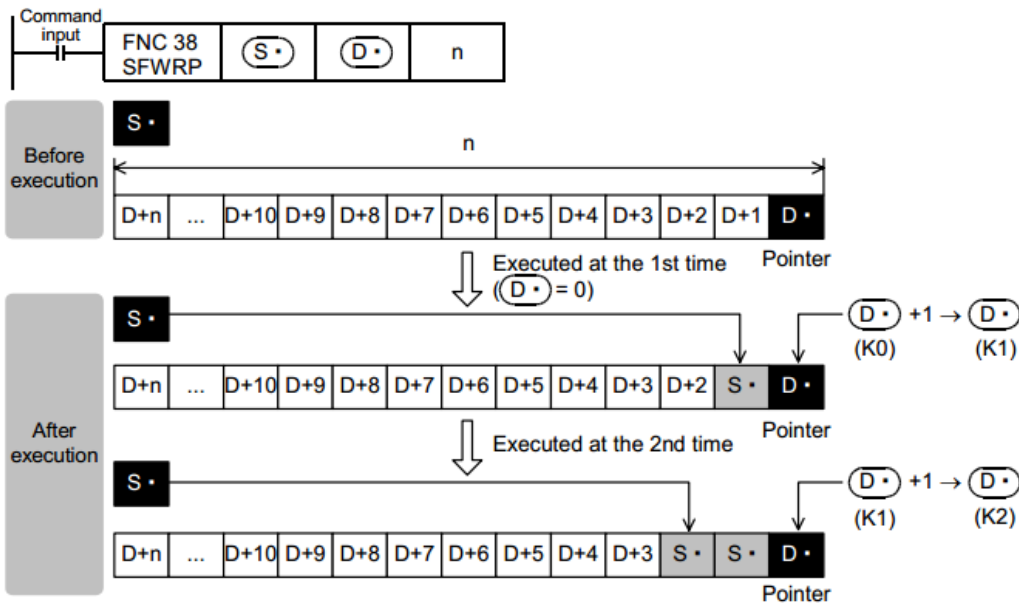 Command
input
FNC 38
SFWRP
S・
D・
n
Before
execution
S・
n
D+n ... D+10 D+9 D+8 D+7 D+6 D+5 D+4 D+3 D+2 D+1 D・
Pointer
Executed at the 1st time
(D・ = 0)
After
execution
S・
D・ +1 → D・
(K0) (K1)
D+n ... D+10 D+9 D+8 D+7 D+6 D+5 D+4 D+3 D+2 S・ D・
Pointer
Executed at the 2nd time
S・
D・ +1 → D・
(K1) (K2)
D+n ... D+10 D+9 D+8 D+7 D+6 D+5 D+4 D+3 S・ S・ D・
Pointer